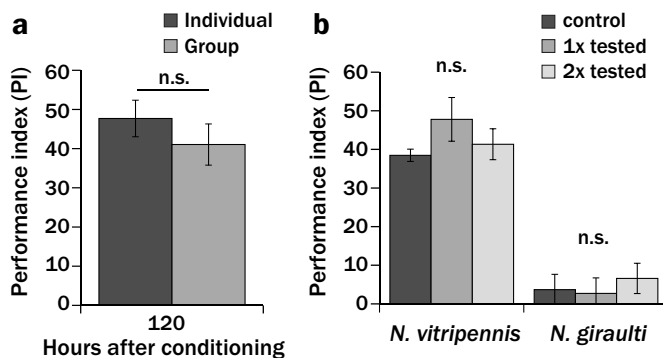 a
Individual
Group
Performance index (PI)
60
50
40
30
20
10
0
n.s.
120
Hours after conditioning
b
control
1x tested
2x tested
Performance index (PI)
60
50
40
30
20
10
0
n.s.
n.s.
N. vitripennis
N. giraulti